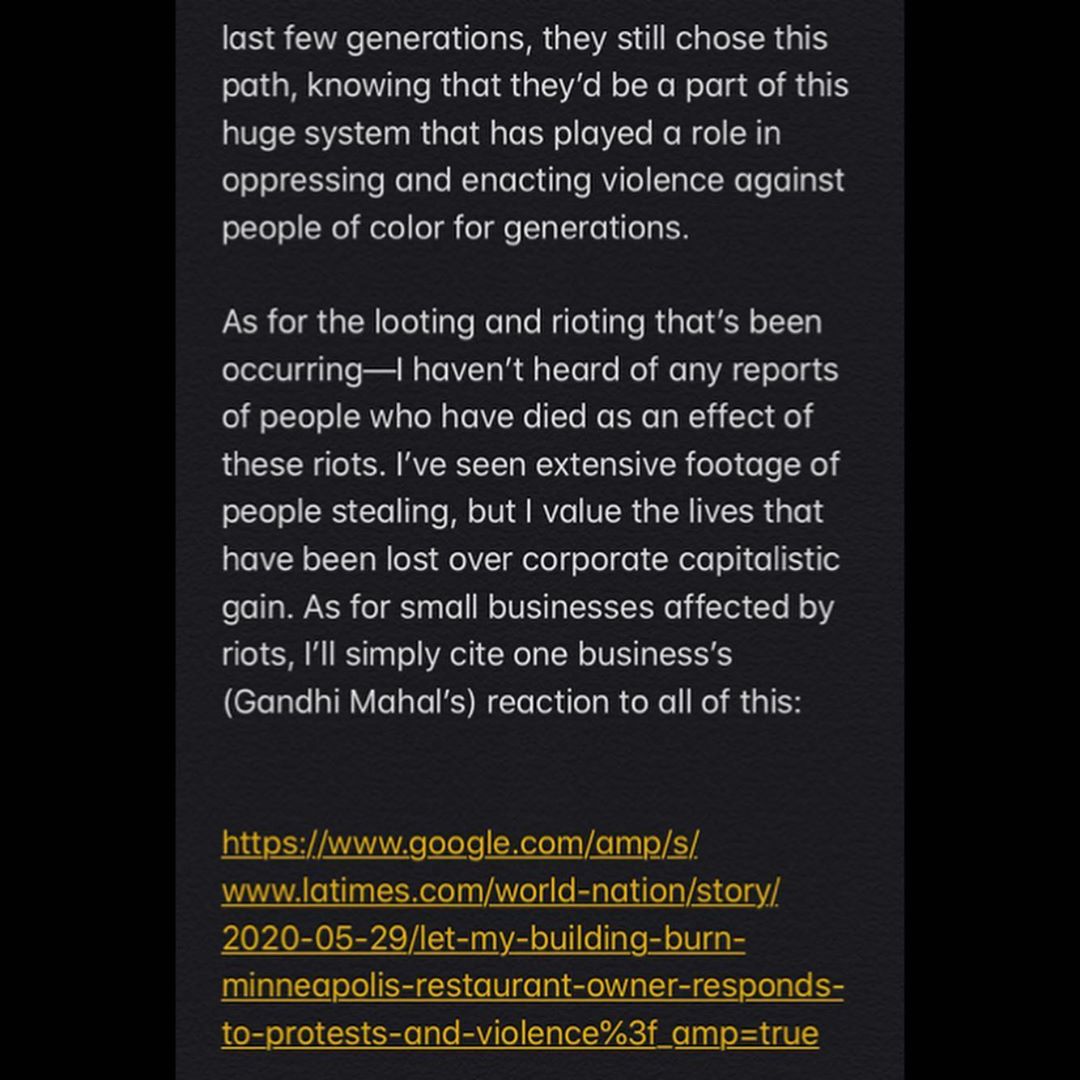 last few generations, they still chose this
path, knowing that they’d be a part of this
huge system that has played a role in
oppressing and enacting violence against
people of color for generations.
As for the looting and rioting that’s been
occurring—I haven’t heard of any reports
of people who have died as an effect of
these riots. I’ve seen extensive footage of
people stealing, but I value the lives that
have been lost over corporate capitalistic
gain. As for small businesses affected by
riots, I’ll simply cite one business’s
(Gandhi Mahal’s) reaction to all of this:
https://www.google.com/amp/s/
www.latimes.com/world-nation/story/
2020-05-29/let-my-building-burn-
minneapolis-restaurant-owner-responds-
to-protests-and-violence%3f_amp=true